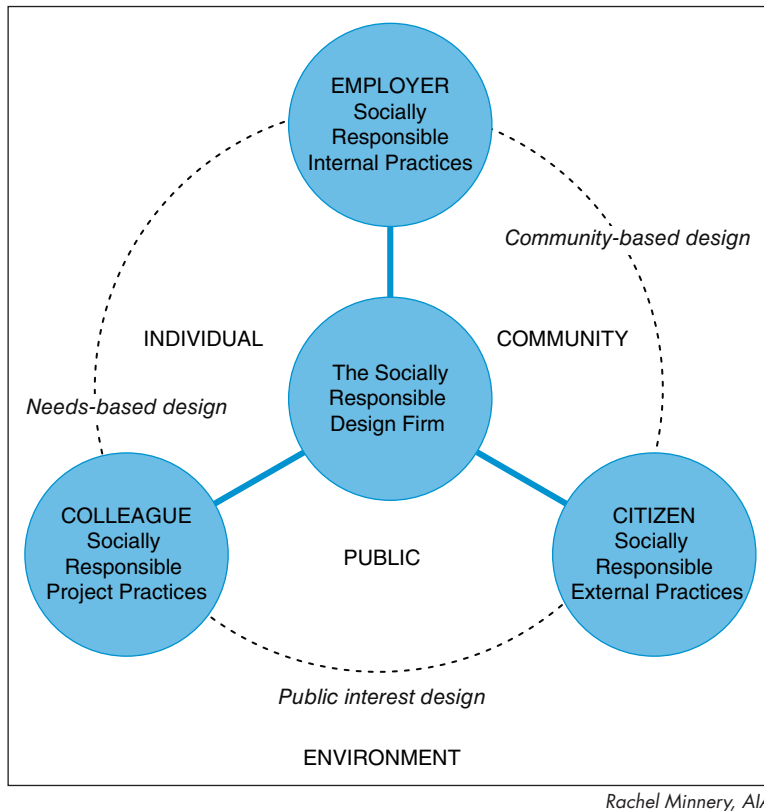 EMPLOYER
Socially
Responsible
Internal Practices
Community-based design
INDIVIDUAL
COMMUNITY
The Socially
Responsible
Design Firm
Needs-based design
COLLEAGUE
Socially
Responsible
Project Practices
PUBLIC
CITIZEN
Socially
Responsible
External Practices
Public interest design
ENVIRONMENT
Rachel Minnery, AIA